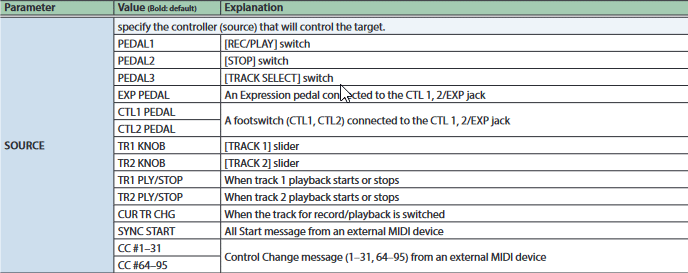 Parameter Value (Bold: default) Explanation
specify the controller (source) that will control the target.
PEDAL1 [REC/PLAY] switch
PEDAL2 [STOP] switch
PEDAL3 [TRACK SELECT] switch
EXP PEDAL An Expression pedal connected to the CTL 1, 2/EXP jack
CTL1 PEDAL
A footswitch (CTL1, CTL2) connected to the CTL 1, 2/EXP jack
CTL2 PEDAL
SOURCE TR1 KNOB [TRACK 1] slider
TR2 KNOB [TRACK 2] slider
TR1 PLY/STOP When track 1 playback starts or stops
TR2 PLY/STOP When track 2 playback starts or stops
CUR TR CHG When the track for record/playback is switched
SYNC START All Start message from an external MIDI device
CC #1–31
Control Change message (1–31, 64–95) from an external MIDI device
CC #64–95